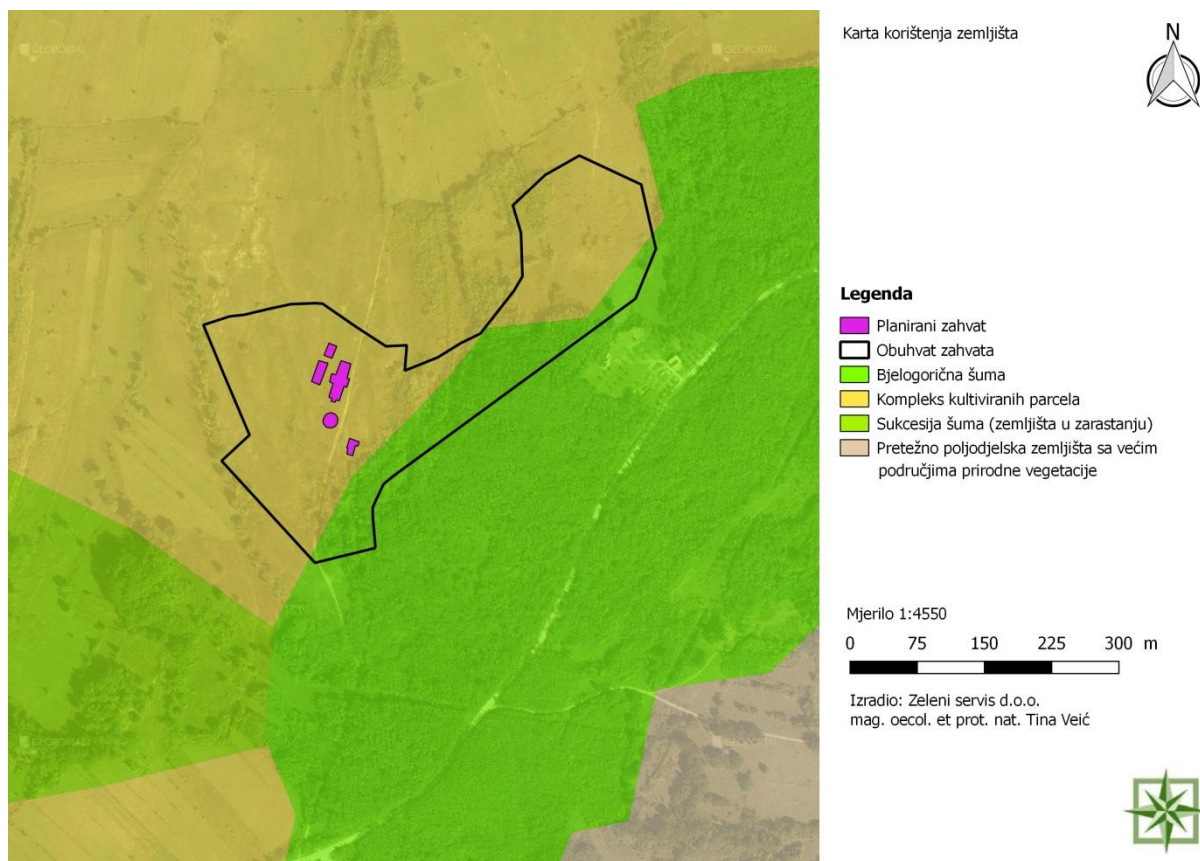 GEOPORTAL
GEOPORTAL
Karta korištenja zemljišta
N
Legenda
Planirani zahvat
Obuhvat zahvata
Bjelogorična šuma
Kompleks kultiviranih parcela
Sukcesija šuma (zemljišta u zarastanju)
Pretežno poljodjelska zemljišta sa većim
područjima prirodne vegetacije
Mjerilo 1:4550
0 75 150 225 300 m
Izradio: Zeleni servis d.o.o.
mag. oecol. et prot. nat. Tina Veić
GEOPORTAL
GEOPORTAL